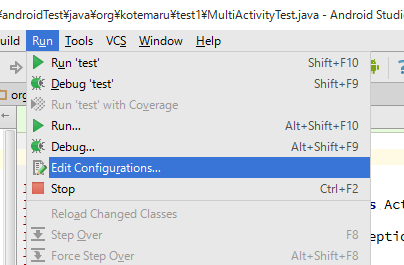 ¥androidTest¥java¥org¥kotemaru¥test1¥MultiActivityTest.java - Android Studio
uild Run Tools VCS Window Help
Run 'test' Shift+F10
org
Debug 'test' Shift+F9
Run 'test' with Coverage
Run... Alt+Shift+F10
Debug... Alt+Shift+F9
Edit Configurations...
Stop Ctrl+F2
s Act
Reload Changed Classes
eptic
Step Over F8
Force Step Over Alt+Shift+F8